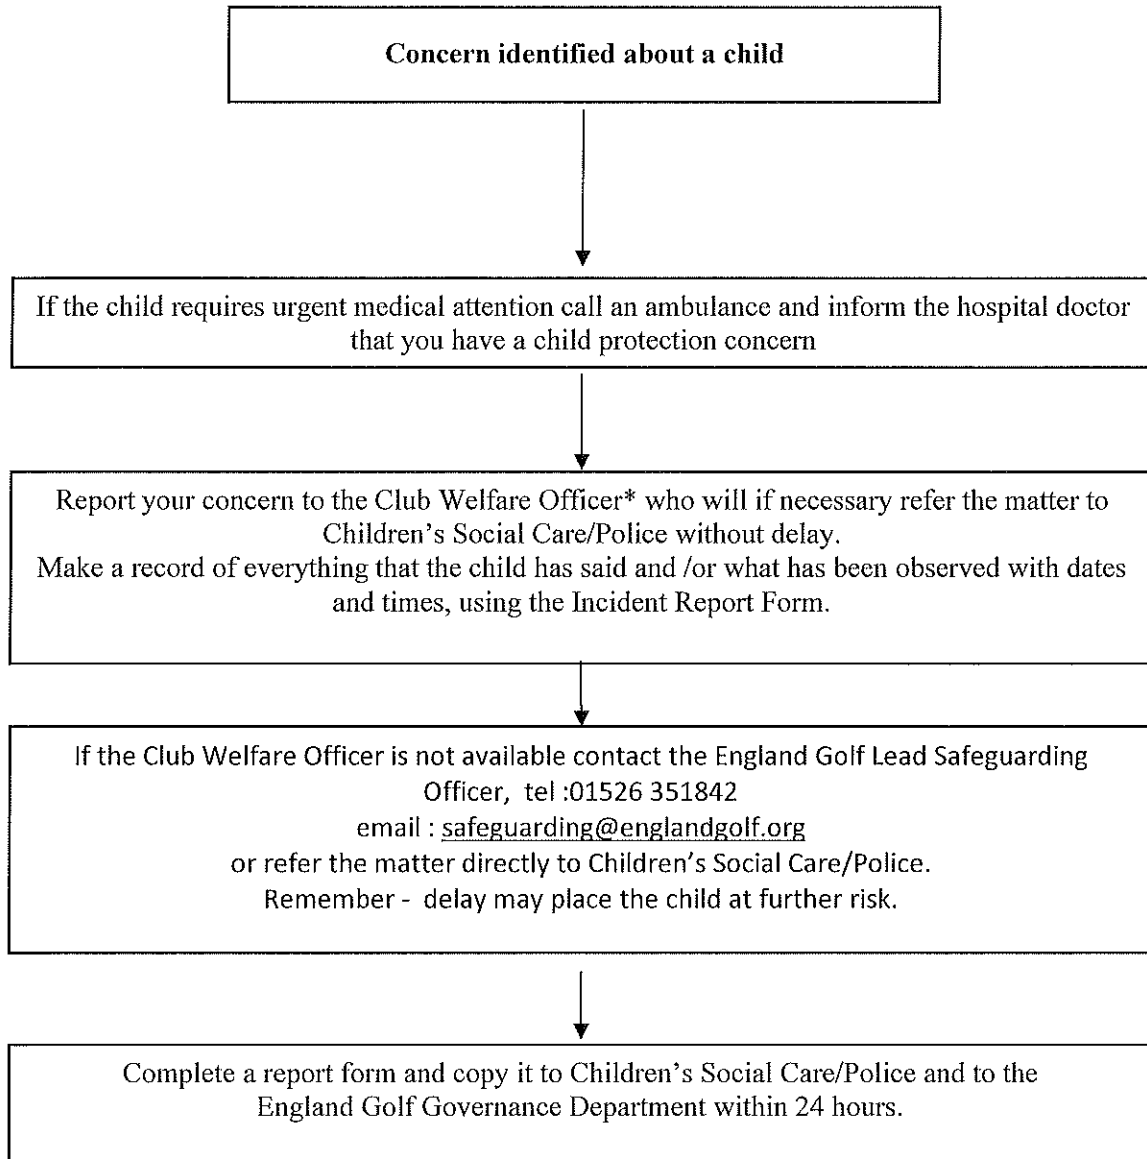 Concern identified about a child
If the child requires urgent medical attention call an ambulance and inform the hospital doctor
that you have a child protection concern
Report your concern to the Club Welfare Officer* who will if necessary refer the matter to
Children's Social Care/Police without delay.
Make a record of everything that the child has said and /or what has been observed with dates
and times, using the Incident Report Form.
If the Club Welfare Officer is not available contact the England Golf Lead Safeguarding
Officer,  tel :01526 351842
email : safeguarding@englandgolf.org
or refer the matter directly to Children's Social Care/Police.
Remember -  delay may place the child at further risk.
Complete a report form and copy it to Children's Social Care/Police and to the
England Golf Governance Department within 24 hours.